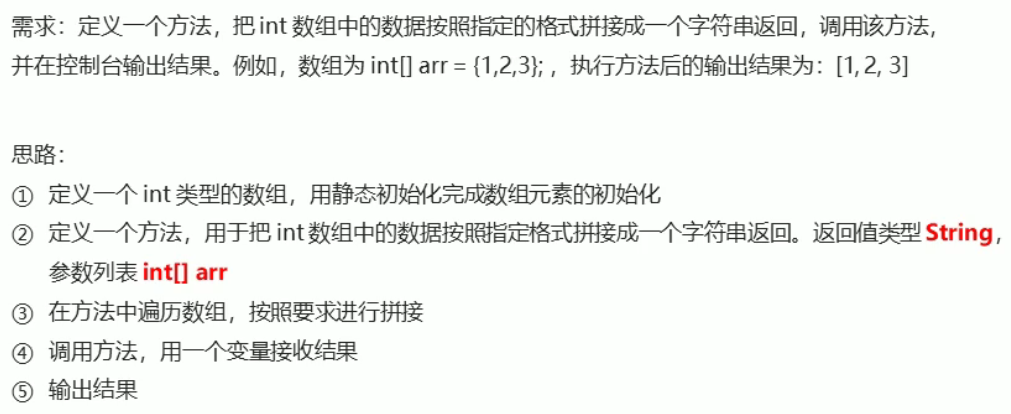 需求：定义一个方法，把 int 数组中的数据按照指定的格式拼接成一个字符串返回，调用该方法，
并在控制台输出结果。例如，数组为 int[] arr = {1,2,3}; ，执行方法后的输出结果为：[1, 2, 3]
思路：
① 定义一个 int 类型的数组，用静态初始化完成数组元素的初始化
② 定义一个方法，用于把 int 数组中的数据按照指定格式拼接成一个字符串返回。返回值类型 String，
参数列表 int[] arr
③ 在方法中遍历数组，按照要求进行拼接
④ 调用方法，用一个变量接收结果
⑤ 输出结果